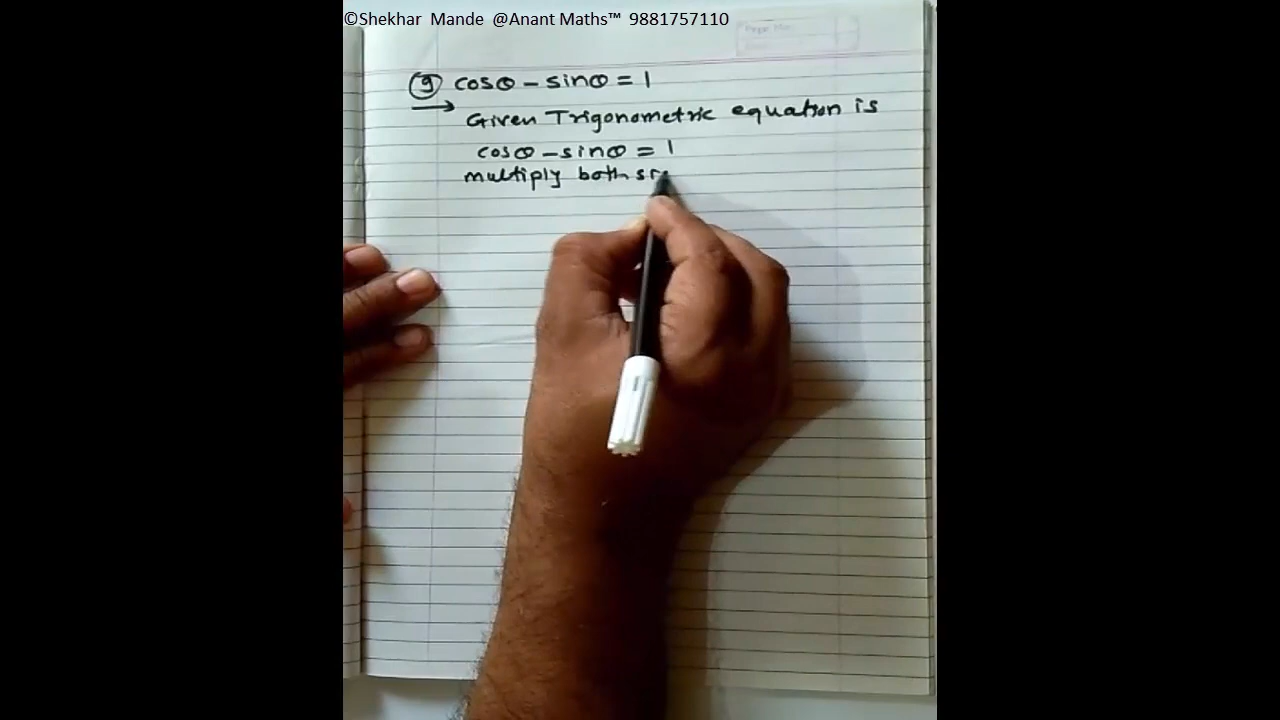 ©Shekhar Mande @Anant Maths™ 9881757110
⑨ cosθ - sinθ = 1
→ Given Trigonometric equation is
cosθ - sinθ = 1
multiply both